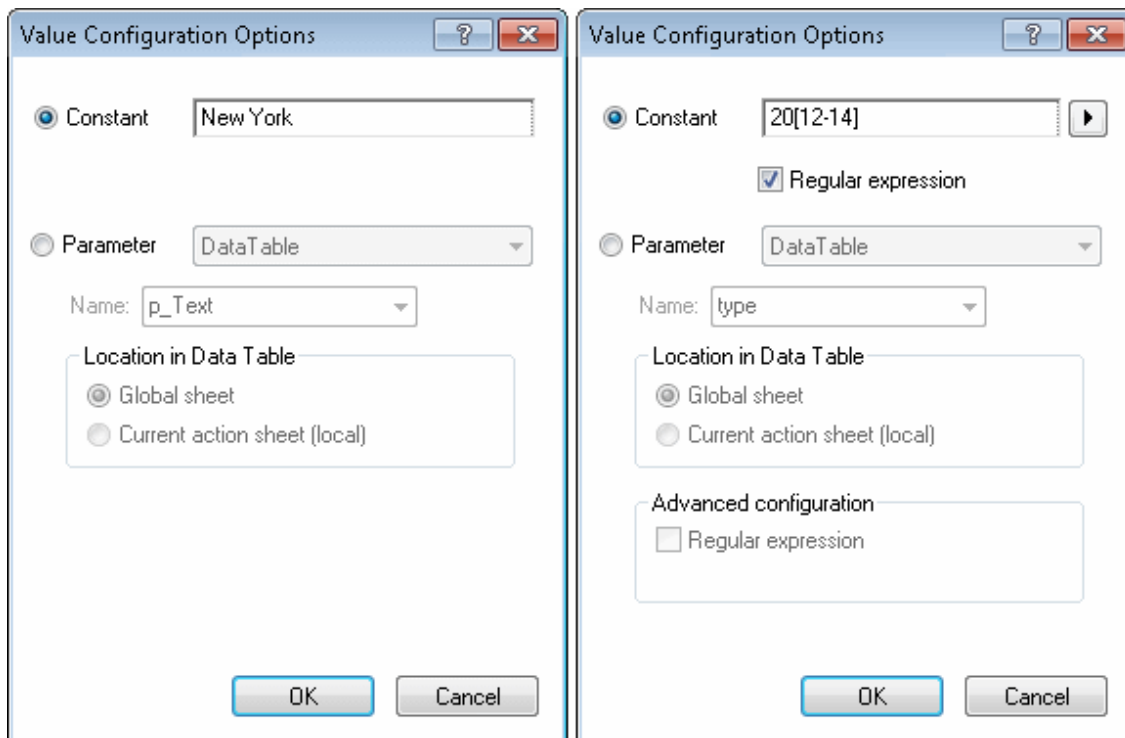 Value Configuration Options
Constant New York
Parameter DataTable
Name: p_Text
Location in Data Table
Global sheet
Current action sheet (local)
OK Cancel
Value Configuration Options
Constant 20[12-14]
Regular expression
Parameter DataTable
Name: type
Location in Data Table
Global sheet
Current action sheet (local)
Advanced configuration
Regular expression
OK Cancel